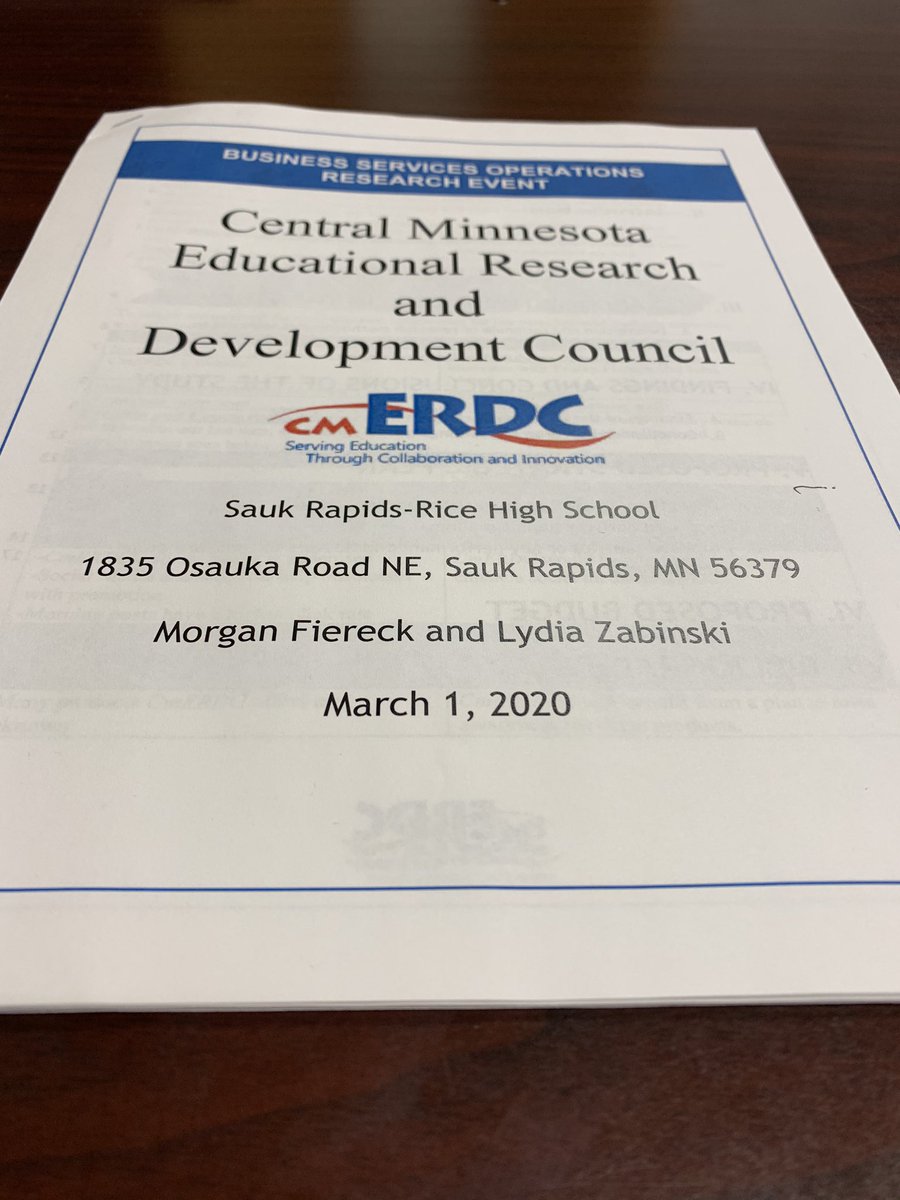 BUSINESS SERVICES OPERATIONS
RESEARCH EVENT
Central Minnesota
Educational Research
and
Development Council
CM ERDC
Serving Education
Through Collaboration and Innovation
Sauk Rapids-Rice High School
1835 Osauka Road NE, Sauk Rapids, MN 56379
Morgan Fiereck and Lydia Zabinski
March 1, 2020